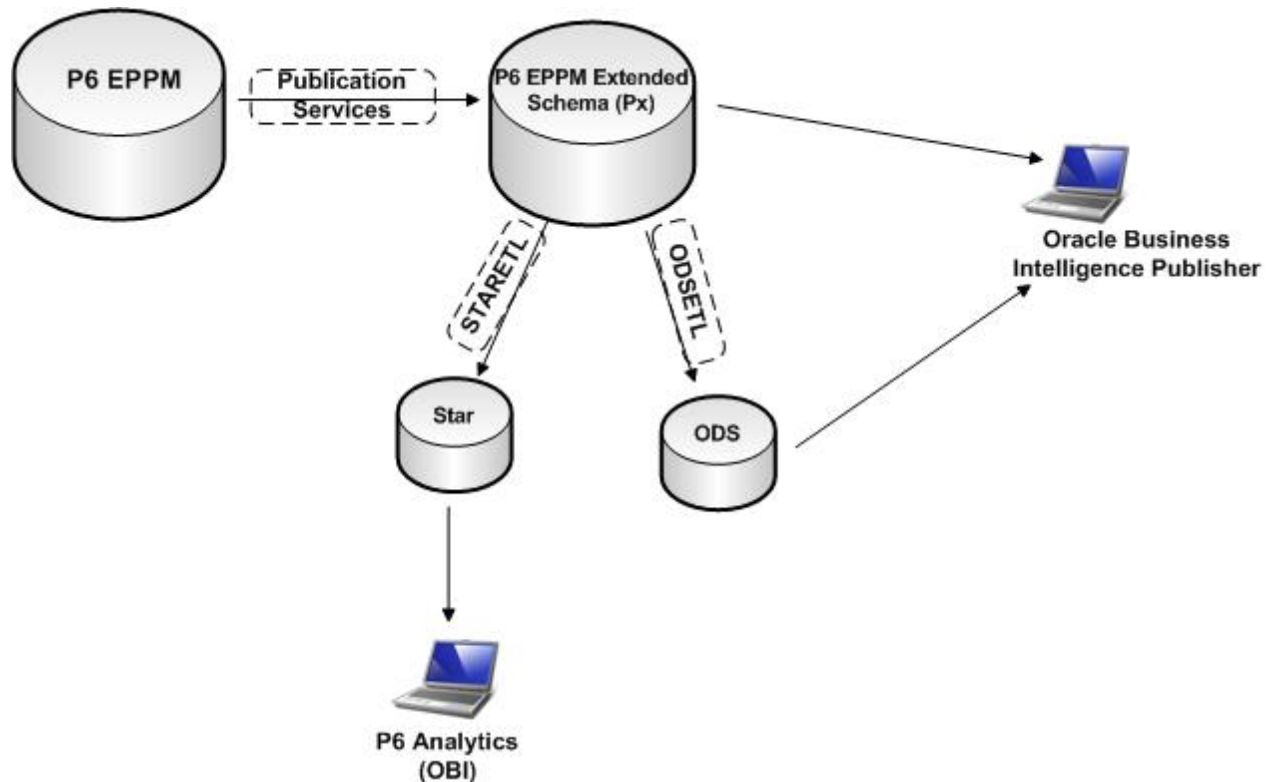 P6 EPPM
Publication
Services
P6 EPPM Extended
Schema (Px)
Oracle Business
Intelligence Publisher
STARETL
ODSETL
Star
ODS
P6 Analytics
(OBI)